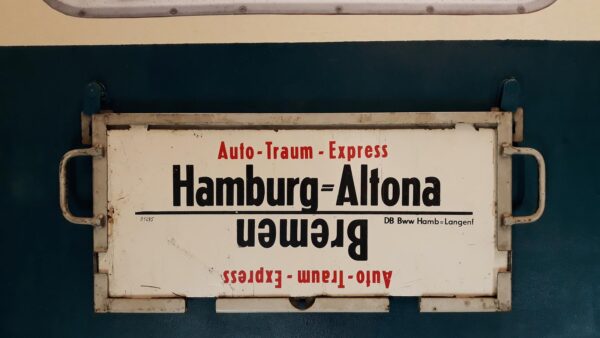 Auto-Traum-Express
Hamburg=Altona
DB Bww Hamb=Langenf
Bremen
Auto-Traum-Express